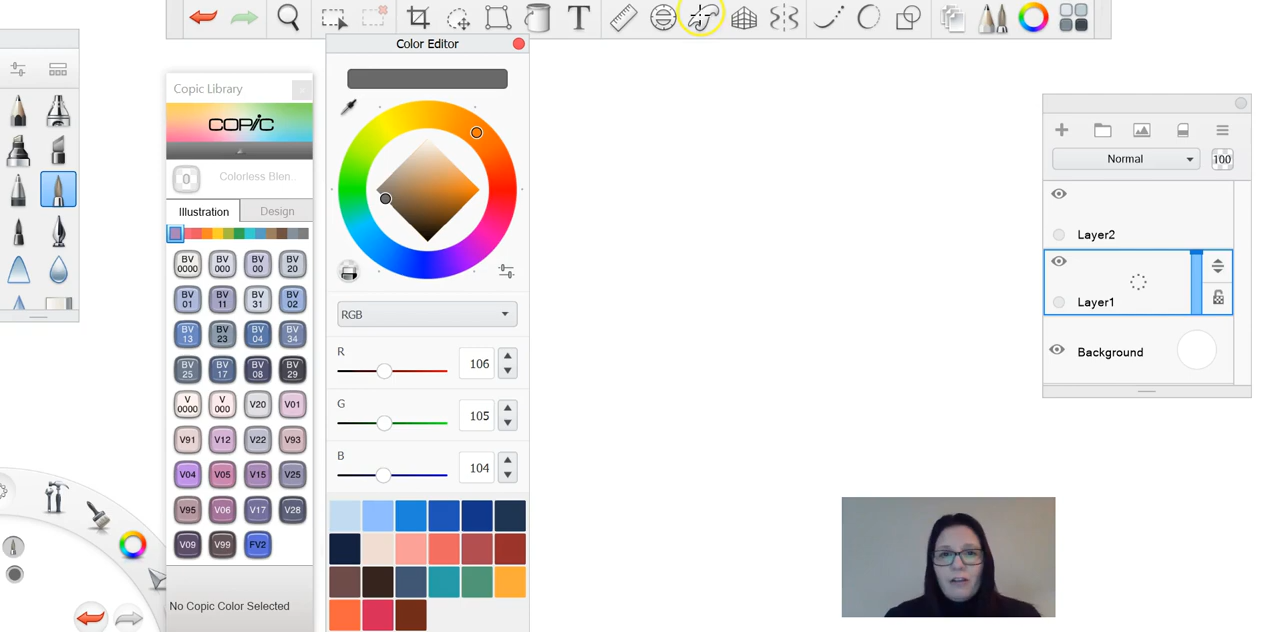 T
Color Editor
Copic Library
COPIC
0 Colorless Blen..
Illustration Design
BV 0000 BV 000 BV 00 BV 20
BV 01 BV 11 BV 31 BV 02
BV 13 BV 23 BV 04 BV 34
BV 25 BV 17 BV 08 BV 29
V 0000 V 000 V20 V01
V91 V12 V22 V93
V04 V05 V15 V25
V95 V06 V17 V28
V09 V99 FV2
No Copic Color Selected
RGB
R 106
G 105
B 104
Normal 100
Layer2
Layer1
Background